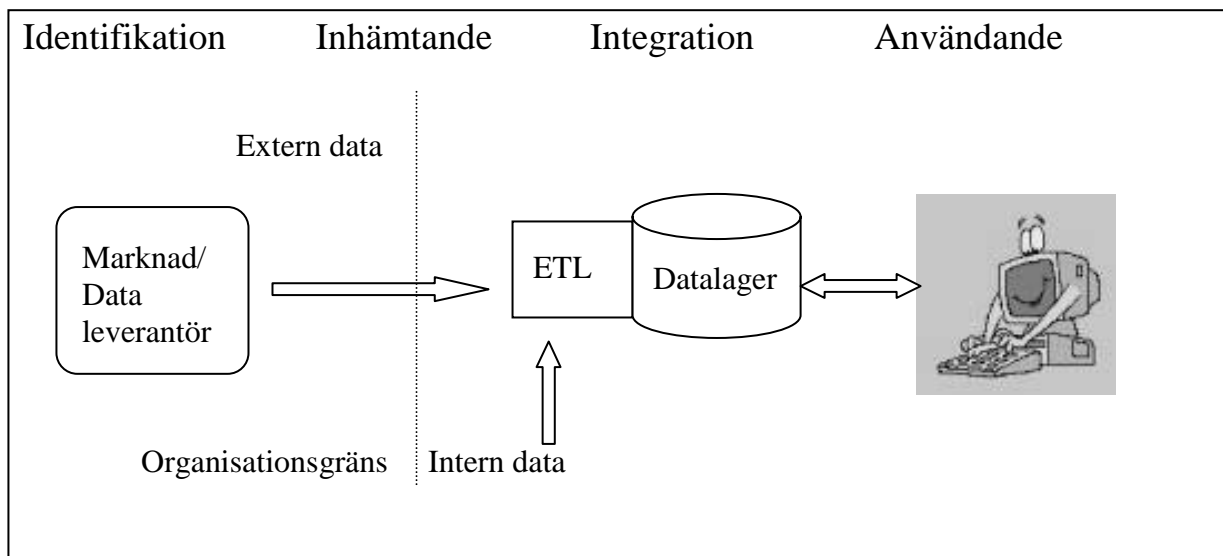 Identifikation Inhämtande Integration Användande
Extern data
Marknad/
Data
leverantör
ETL
Datalager
Organisationsgräns
Intern data